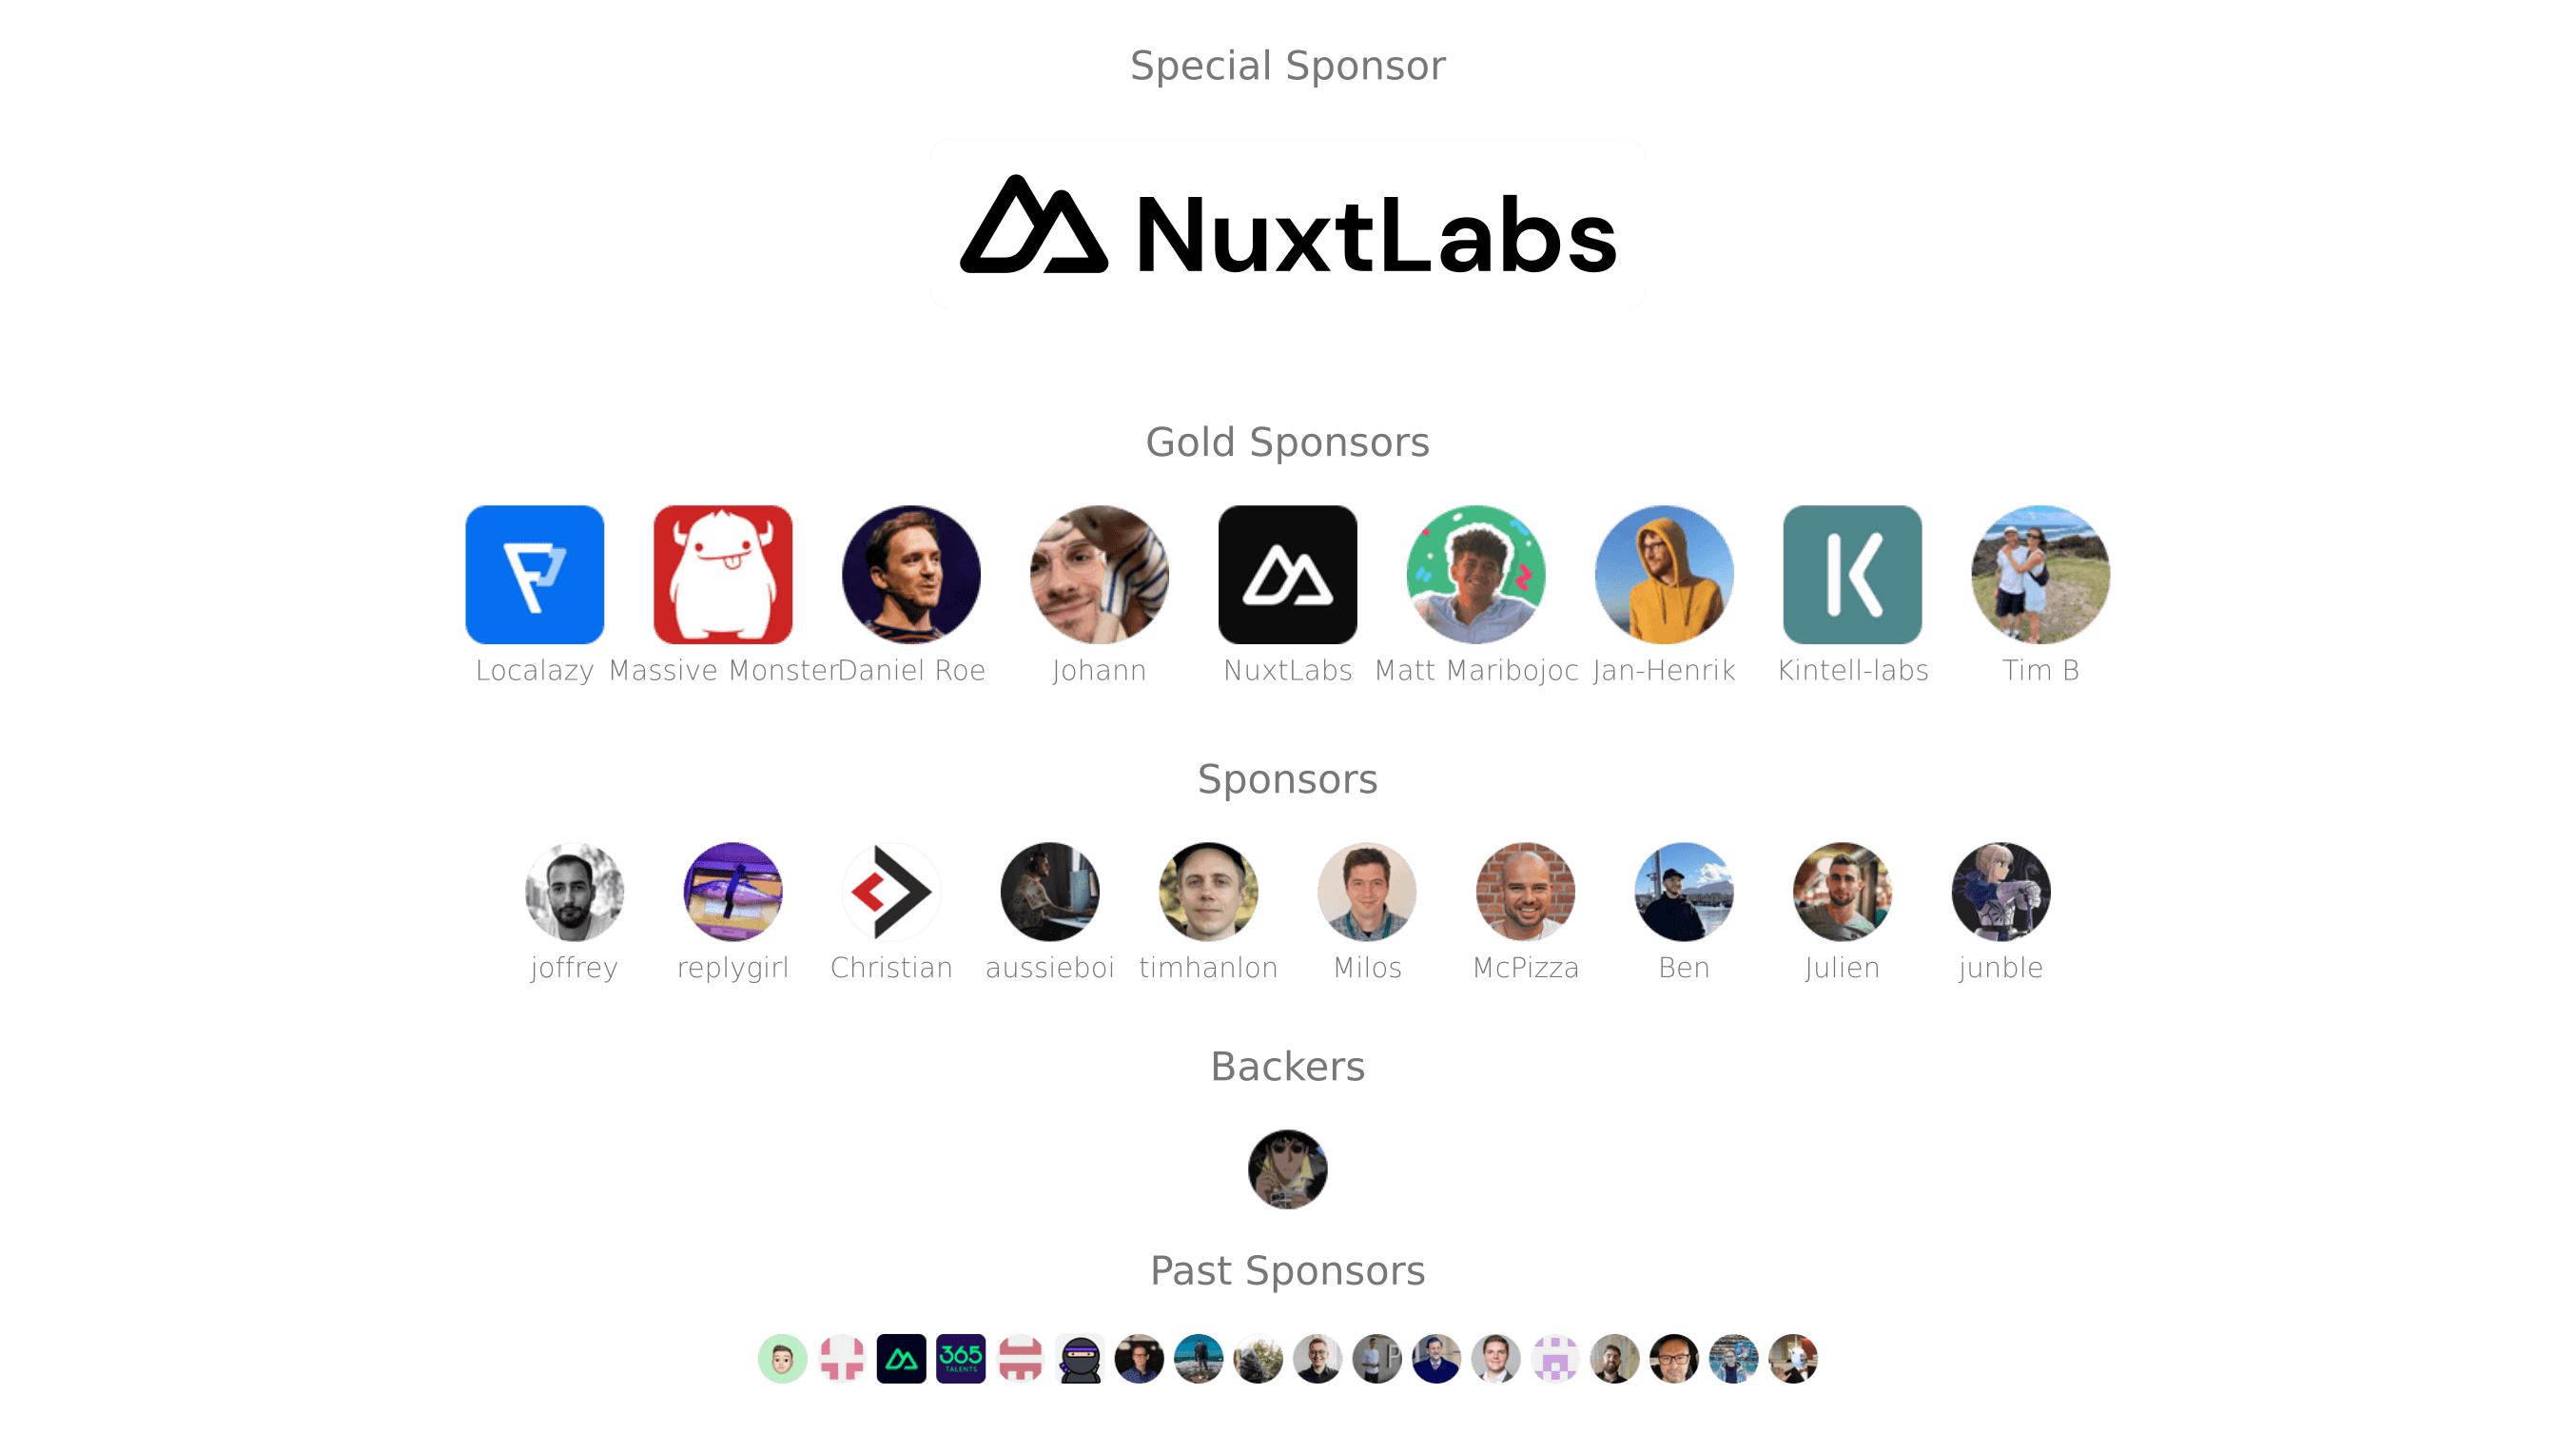 Special Sponsor
NuxtLabs
Gold Sponsors
Localazy Massive Monster Daniel Roe Johann NuxtLabs Matt Maribojoc Jan-Henrik Kintell-labs Tim B
Sponsors
joffrey replygirl Christian aussieboi timhanlon Milos McPizza Ben Julien junble
Backers
Past Sponsors
365
TALENTS